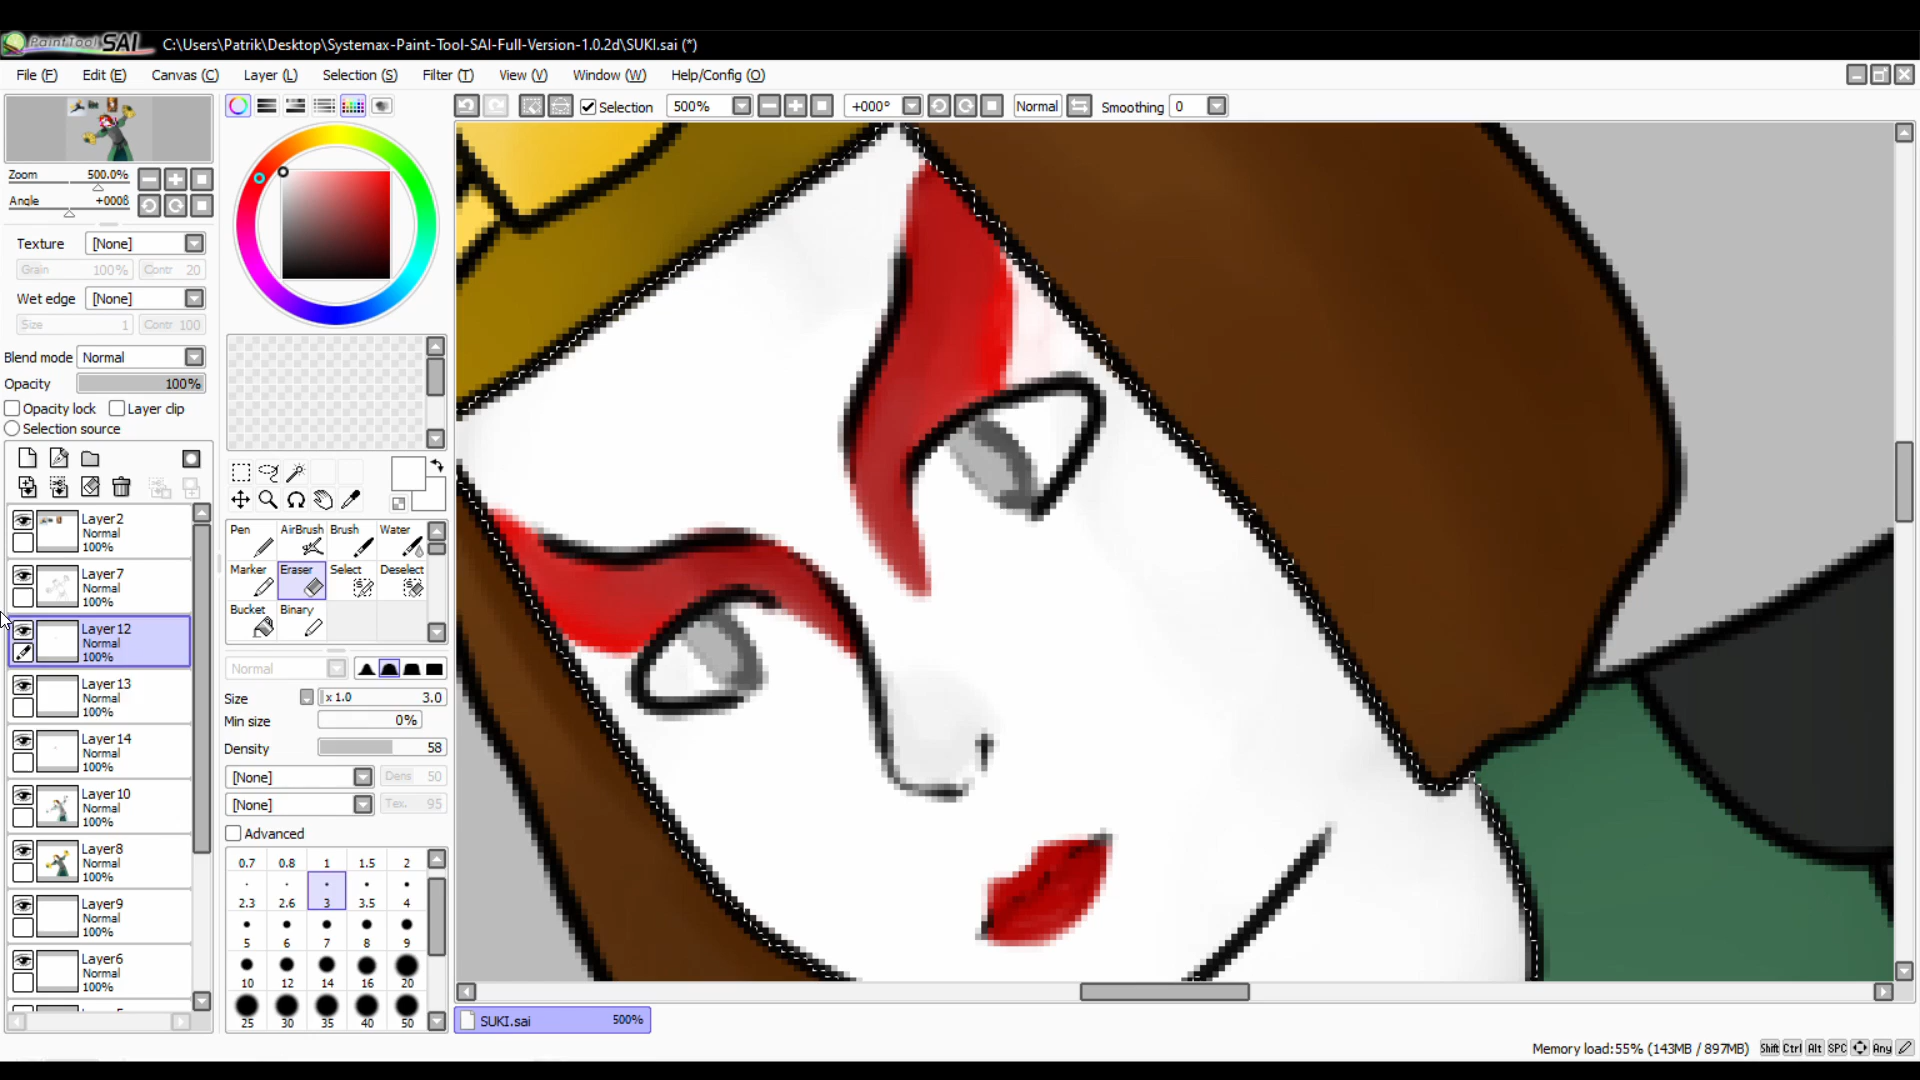 PaintTool SAI C:\Users\Patrik\Desktop\Systemax-Paint-Tool-SAI-Full-Version-1.0.2d\SUKI.sai (*)
File (F) Edit (E) Canvas (C) Layer (L) Selection (S) Filter (T) View (V) Window (W) Help/Config (O)
Selection 500% +000° Normal Smoothing 0
Zoom 500.0%
Angle +000ß
Texture [None]
Grain 100% Contr 20
Wet edge [None]
Size 1 Contr 100
Blend mode Normal
Opacity 100%
Opacity lock Layer clip
Selection source
Layer2
Normal
100%
Layer7
Normal
100%
Layer12
Normal
100%
Layer13
Normal
100%
Layer14
Normal
100%
Layer10
Normal
100%
Layer8
Normal
100%
Layer9
Normal
100%
Layer6
Normal
100%
Pen AirBrush Brush Water
Marker Eraser Select Deselect
Bucket Binary
Normal
Size x 1.0 3.0
Min size 0%
Density 58
[None] Dens 50
[None] Tex. 95
Advanced
0.7 0.8 1 1.5 2
2.3 2.6 3 3.5 4
5 6 7 8 9
10 12 14 16 20
25 30 35 40 50
SUKI.sai 500%
Memory load:55% (143MB / 897MB) Shift Ctrl Alt SPC Any